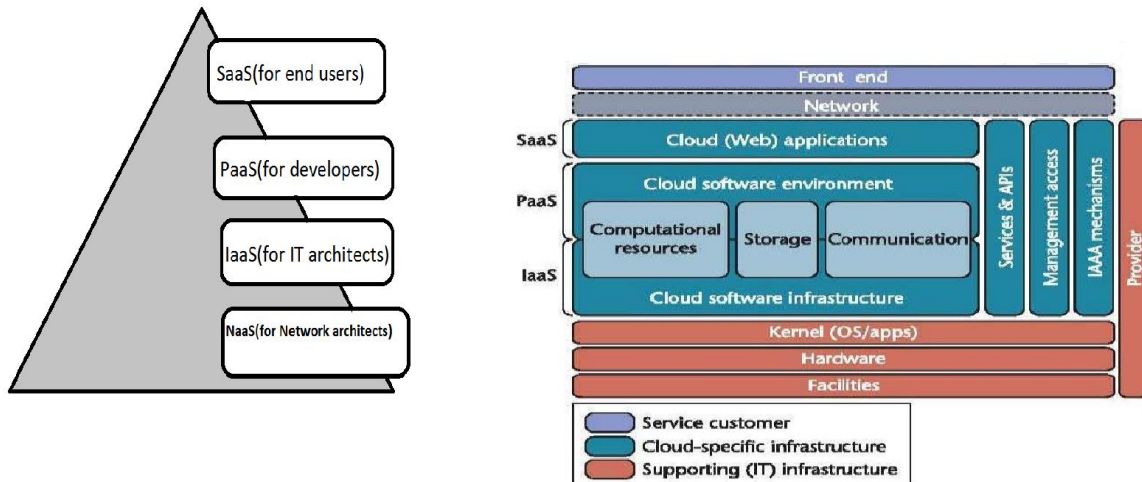 SaaS(for end users)
PaaS(for developers)
IaaS(for IT architects)
NaaS(for Network architects)
Front end
Network
SaaS
Cloud (Web) applications
PaaS
Cloud software environment
Computational
resources
Storage
Communication
IaaS
Cloud software infrastructure
Services & APIs
Management access
IAAA mechanisms
Provider
Kernel (OS/apps)
Hardware
Facilities
Service customer
Cloud-specific infrastructure
Supporting (IT) infrastructure